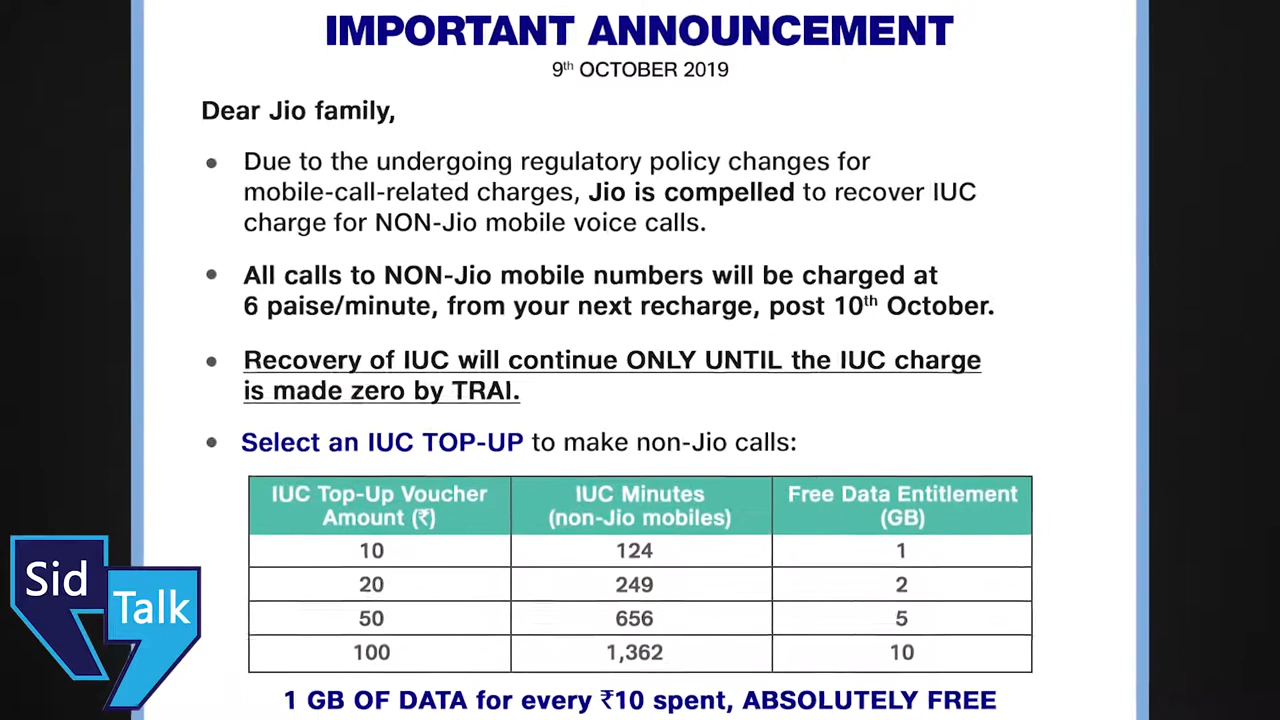 IMPORTANT ANNOUNCEMENT
9th OCTOBER 2019
Dear Jio family,
• Due to the undergoing regulatory policy changes for
mobile-call-related charges, Jio is compelled to recover IUC
charge for NON-Jio mobile voice calls.
• All calls to NON-Jio mobile numbers will be charged at
6 paise/minute, from your next recharge, post 10th October.
• Recovery of IUC will continue ONLY UNTIL the IUC charge
is made zero by TRAI.
• Select an IUC TOP-UP to make non-Jio calls:
IUC Top-Up Voucher Amount (₹) IUC Minutes (non-Jio mobiles) Free Data Entitlement (GB)
10 124 1
20 249 2
50 656 5
100 1,362 10
1 GB OF DATA for every ₹10 spent, ABSOLUTELY FREE
Sid
Talk